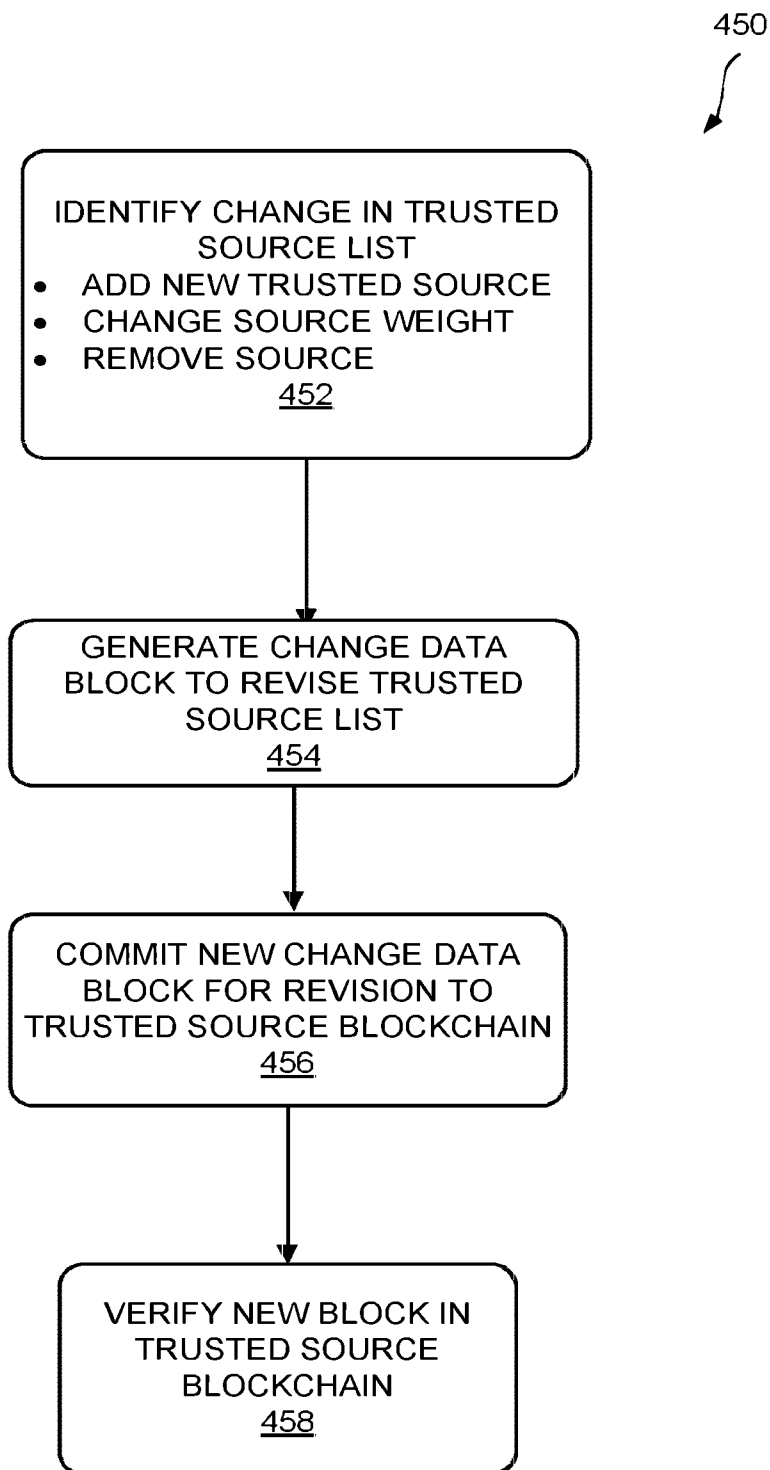 450
IDENTIFY CHANGE IN TRUSTED
SOURCE LIST
• ADD NEW TRUSTED SOURCE
• CHANGE SOURCE WEIGHT
• REMOVE SOURCE
452
GENERATE CHANGE DATA
BLOCK TO REVISE TRUSTED
SOURCE LIST
454
COMMIT NEW CHANGE DATA
BLOCK FOR REVISION TO
TRUSTED SOURCE BLOCKCHAIN
456
VERIFY NEW BLOCK IN
TRUSTED SOURCE
BLOCKCHAIN
458